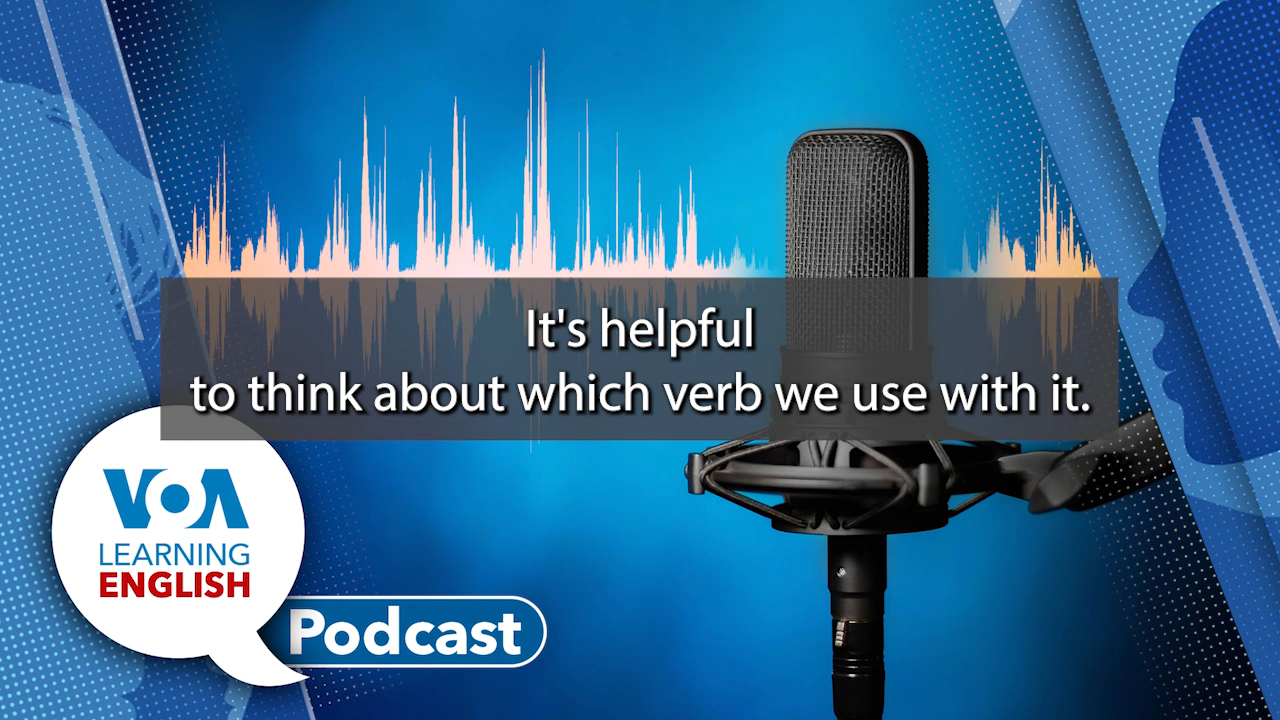 It's helpful
to think about which verb we use with it.
VOA
LEARNING
ENGLISH
Podcast